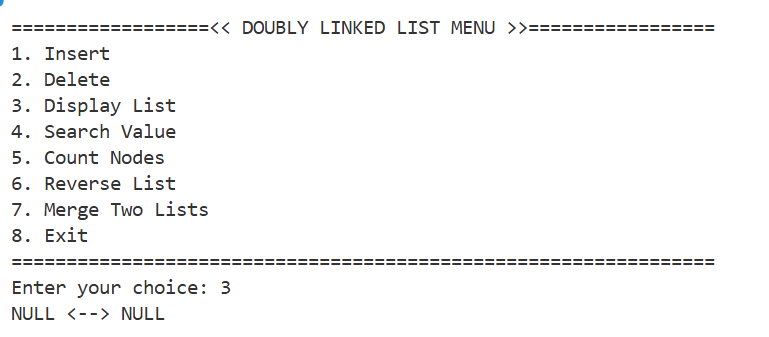 ==================<< DOUBLY LINKED LIST MENU >>=================
1. Insert
2. Delete
3. Display List
4. Search Value
5. Count Nodes
6. Reverse List
7. Merge Two Lists
8. Exit
================================================================
Enter your choice: 3
NULL <--> NULL